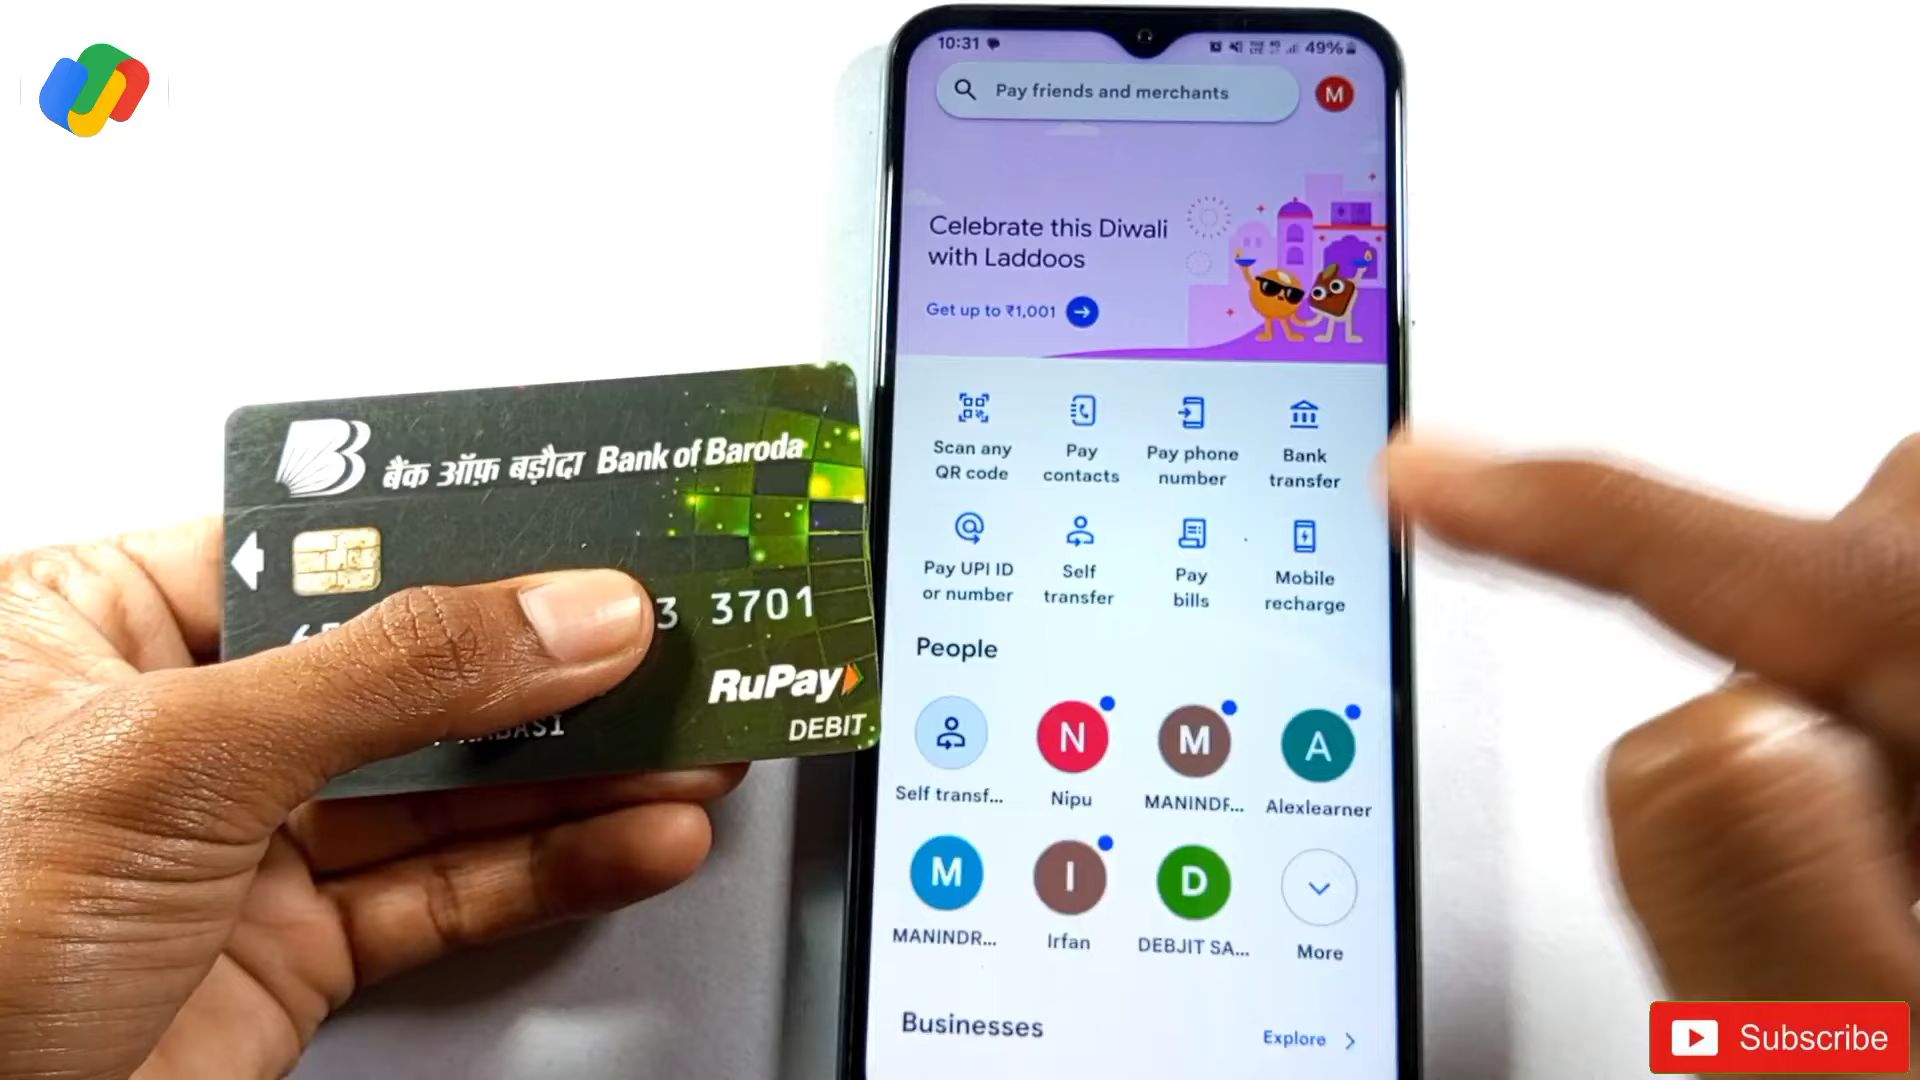 10:31
49%
Pay friends and merchants
M
Celebrate this Diwali
with Laddoos
Get up to ₹1,001
Scan any
QR code
Pay
contacts
Pay phone
number
Bank
transfer
Pay UPI ID
or number
Self
transfer
Pay
bills
Mobile
recharge
People
N
M
A
Self transf...
Nipu
MANINDR...
Alexlearner
M
I
D
MANINDR...
Irfan
DEBJIT SA...
More
Businesses
Explore
बैंक ऑफ़ बड़ौदा Bank of Baroda
3 3701
RuPay
DEBIT
Subscribe